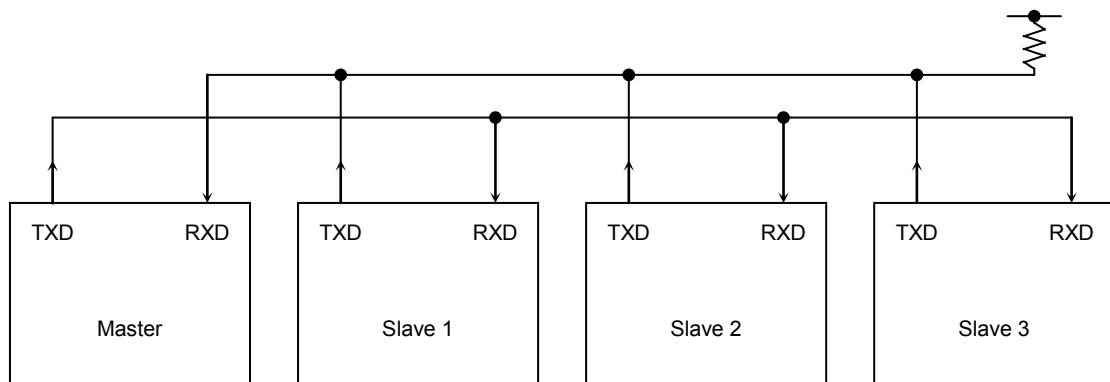 TXD RXD TXD RXD TXD RXD TXD RXD
Master Slave 1 Slave 2 Slave 3